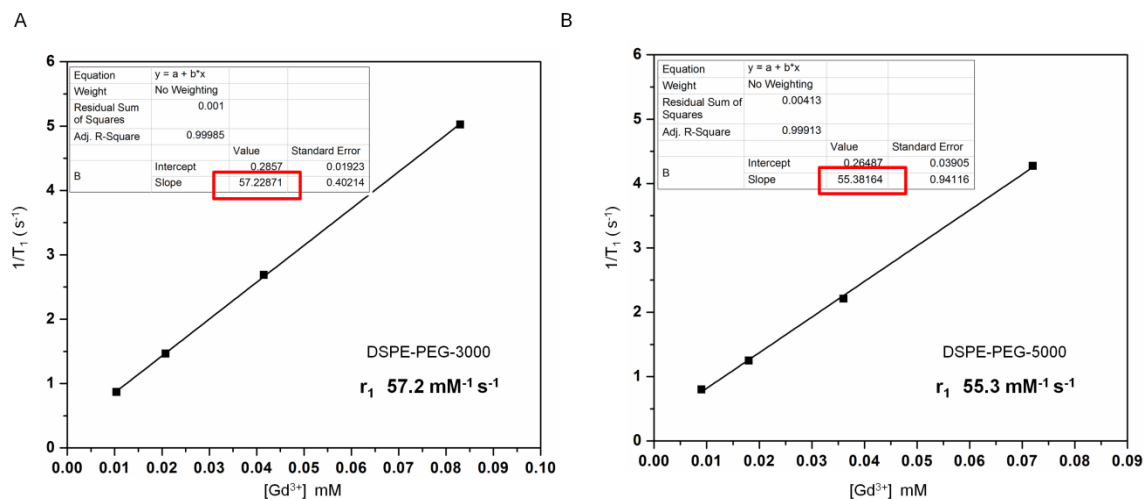 A
6
5
4
3
2
1
0
1/T₁ ( s⁻¹)
Equation y = a + b*x
Weight No Weighting
Residual Sum of Squares 0.001
Adj. R-Square 0.99985
Value Standard Error
B Intercept 0.2857 0.01923
Slope 57.22871 0.40214
DSPE-PEG-3000
r₁ 57.2 mM⁻¹ s⁻¹
0.00 0.01 0.02 0.03 0.04 0.05 0.06 0.07 0.08 0.09 0.10
[Gd³⁺] mM
B
6
5
4
3
2
1
0
1/T₁ ( s⁻¹)
Equation y = a + b*x
Weight No Weighting
Residual Sum of Squares 0.00413
Adj. R-Square 0.99913
Value Standard Error
B Intercept 0.26487 0.03905
Slope 55.38164 0.94116
DSPE-PEG-5000
r₁ 55.3 mM⁻¹ s⁻¹
0.00 0.01 0.02 0.03 0.04 0.05 0.06 0.07 0.08 0.09
[Gd³⁺] mM